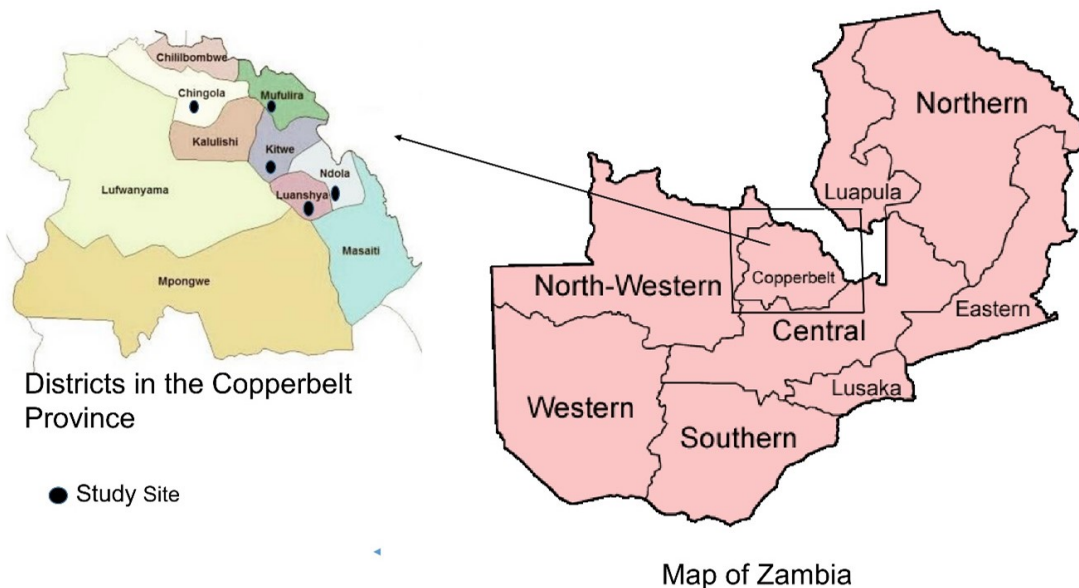 Chililbombwe
Chingola
Mufulira
Kalulishi
Kitwe
Ndola
Lufwanyama
Luanshya
Masaiti
Mpongwe
Districts in the Copperbelt
Province
Study Site
Northern
Luapula
Copperbelt
North-Western
Eastern
Central
Lusaka
Western
Southern
Map of Zambia